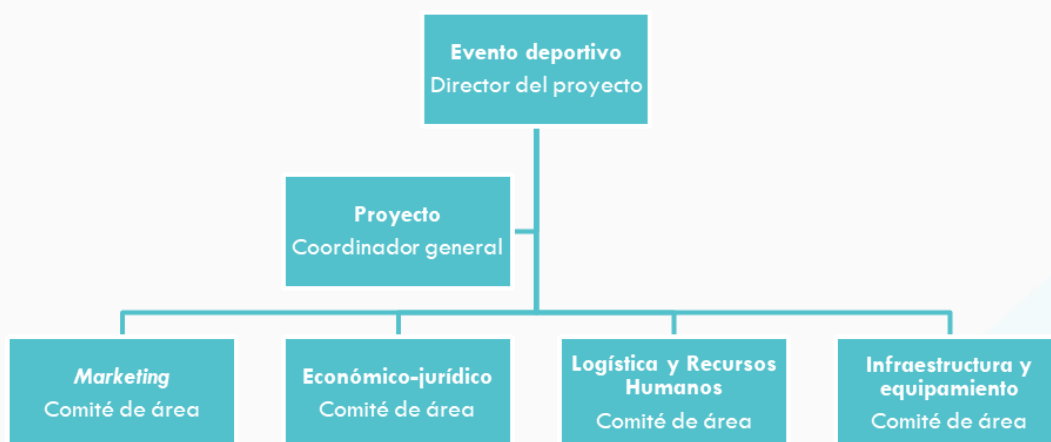 Evento deportivo
Director del proyecto
Proyecto
Coordinador general
Marketing
Comité de área
Económico-jurídico
Comité de área
Logística y Recursos
Humanos
Comité de área
Infraestructura y
equipamiento
Comité de área